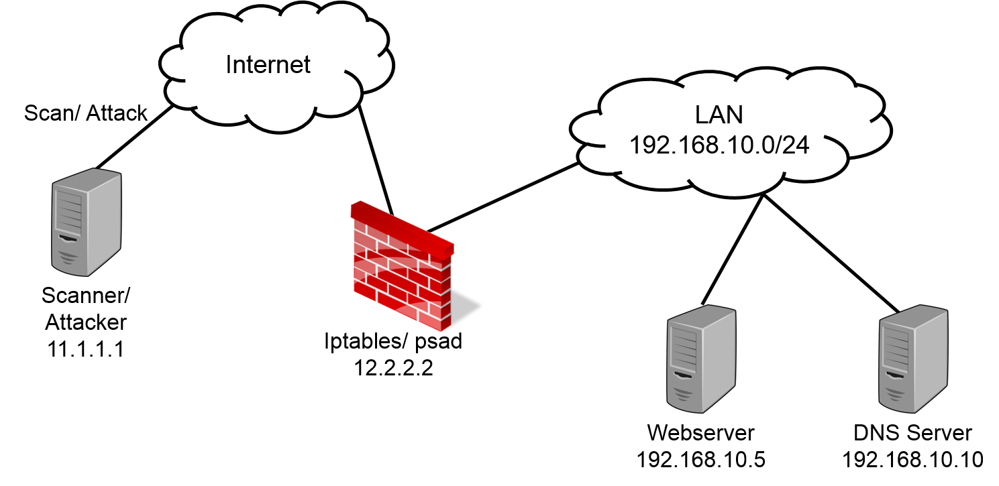 Internet
Scan/ Attack
LAN
192.168.10.0/24
Scanner/
Attacker
11.1.1.1
Iptables/ psad
12.2.2.2
Webserver
192.168.10.5
DNS Server
192.168.10.10